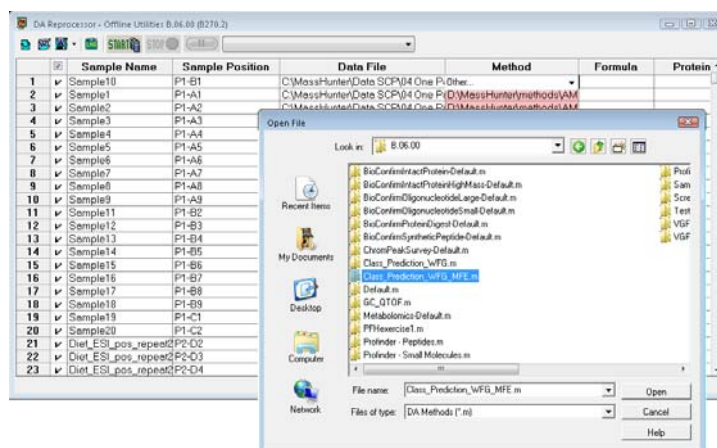 DA Reprocessor - Offline Utilities B.06.00 (B270.2)
START STOP
Sample Name Sample Position Data File Method Formula Protein
1 Sample10 P1-B1 C:\MassHunter\Data SCP\04 One P Other...
2 Sample1 P1-A1 C:\MassHunter\Data SCP\04 One P D:\MassHunter\methods\AM
3 Sample2 P1-A2 C:\MassHunter\Data SCP\04 One P D:\MassHunter\methods\AM
4 Sample3 P1-A3
5 Sample4 P1-A4
6 Sample5 P1-A5
7 Sample6 P1-A6
8 Sample7 P1-A7
9 Sample8 P1-A8
10 Sample9 P1-A9
11 Sample11 P1-B2
12 Sample12 P1-B3
13 Sample13 P1-B4
14 Sample14 P1-B5
15 Sample15 P1-B6
16 Sample16 P1-B7
17 Sample17 P1-B8
18 Sample18 P1-B9
19 Sample19 P1-C1
20 Sample20 P1-C2
21 Diet_ESI_pos_repeat2 P2-D2
22 Diet_ESI_pos_repeat2 P2-D3
23 Diet_ESI_pos_repeat2 P2-D4
Open File
Look in: B.06.00
Recent Items
My Documents
Desktop
Computer
Network
BioConfirmIntactProtein-Default.m
BioConfirmIntactProteinHighMass-Default.m
BioConfirmOligonucleotideLarge-Default.m
BioConfirmOligonucleotideSmall-Default.m
BioConfirmProteinDigest-Default.m
BioConfirmSyntheticPeptide-Default.m
ChromPeakSurvey-Default.m
Class_Prediction_WFG.m
Class_Prediction_WFG_MFE.m
Default.m
GC_QTOF.m
Metabolomics-Default.m
PFHexercise1.m
Profinder - Peptides.m
Profinder - Small Molecules.m
Profi
Sam
Scre
Test
VGF
VGF
File name: Class_Prediction_WFG_MFE.m Open
Files of type: DA Methods (*.m) Cancel
Help